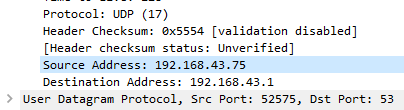 Protocol: UDP (17)
Header Checksum: 0x5554 [validation disabled]
[Header checksum status: Unverified]
Source Address: 192.168.43.75
Destination Address: 192.168.43.1
User Datagram Protocol, Src Port: 52575, Dst Port: 53